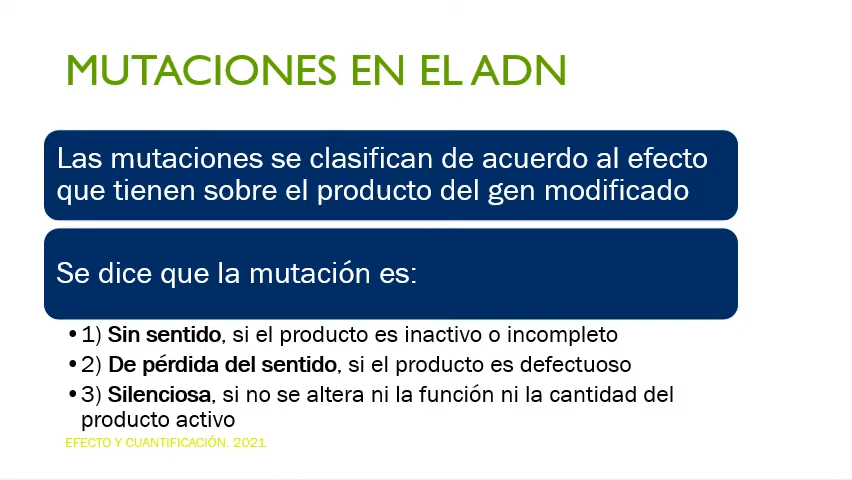 MUTACIONES EN EL ADN
Las mutaciones se clasifican de acuerdo al efecto
que tienen sobre el producto del gen modificado
Se dice que la mutación es:
•1) Sin sentido, si el producto es inactivo o incompleto
•2) De pérdida del sentido, si el producto es defectuoso
•3) Silenciosa, si no se altera ni la función ni la cantidad del
producto activo
EFECTO Y CUANTIFICACIÓN. 2021